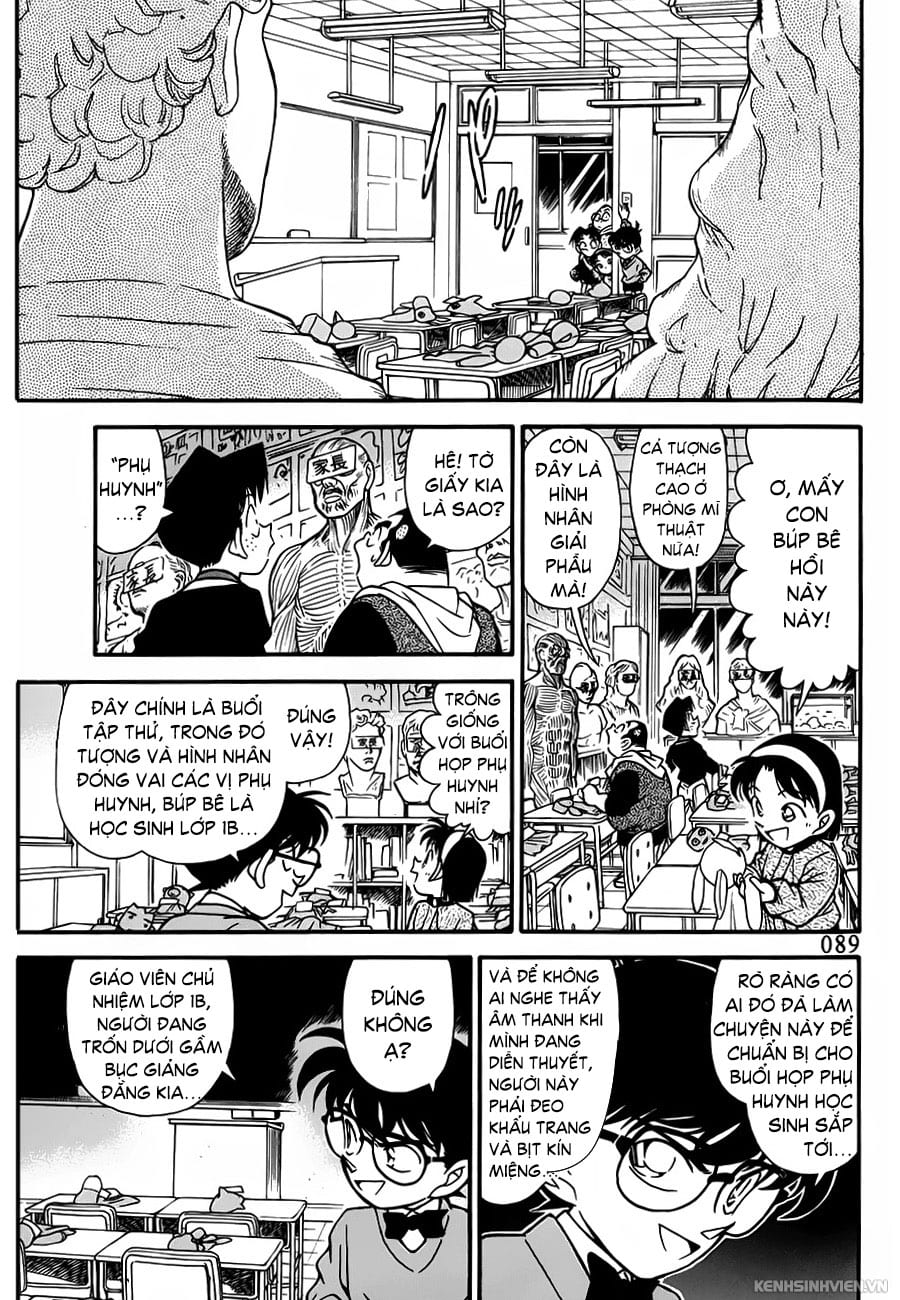 パッ
Ơ, MẤY
CON
BÚP BÊ
HỒI
NÀY
NÀY!
CẢ TƯỢNG
THẠCH
CAO Ở
PHÒNG MĨ
THUẬT
NỮA!
CÒN
ĐÂY LÀ
HÌNH
NHÂN
GIẢI
PHẪU
MÀ!
HÊ! TỜ
GIẤY KIA
LÀ SAO?
家長
"PHỤ
HUYNH"
...?
家長
TRÔNG
GIỐNG
VỚI BUỔI
HỌP PHỤ
HUYNH
NHỈ?
ĐÚNG
VẬY!
ĐÂY CHÍNH LÀ BUỔI
TẬP THỬ, TRONG ĐÓ
TƯỢNG VÀ HÌNH NHÂN
ĐÓNG VAI CÁC VỊ PHỤ
HUYNH, BÚP BÊ LÀ
HỌC SINH LỚP 1B...
089
RÕ RÀNG CÓ
AI ĐÓ ĐÃ LÀM
CHUYỆN NÀY ĐỂ
CHUẨN BỊ CHO
BUỔI HỌP PHỤ
HUYNH HỌC
SINH SẮP
TỚI...
VÀ ĐỂ KHÔNG
AI NGHE THẤY
ÂM THANH KHI
MÌNH ĐANG
DIỄN THUYẾT,
NGƯỜI NÀY
PHẢI ĐEO
KHẨU TRANG
VÀ BỊT KÍN
MIỆNG...
ĐÚNG
KHÔNG
Ạ?
GIÁO VIÊN CHỦ
NHIỆM LỚP 1B,
NGƯỜI ĐANG
TRỐN DƯỚI GẦM
BỤC GIẢNG
ĐẰNG KIA...
KENHSINHVIEN.VN